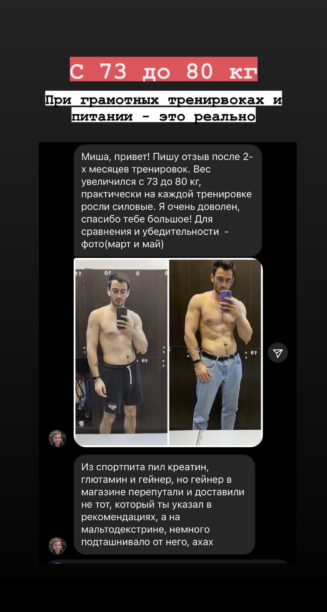 С 73 до 80 кг
При грамотных тренирвоках и
питании - это реально
Миша, привет! Пишу отзыв после 2-
х месяцев тренировок. Вес
увеличился с 73 до 80 кг,
практически на каждой тренировке
росли силовые. Я очень доволен,
спасибо тебе большое! Для
сравнения и убедительности -
фото(март и май)
Из спортпита пил креатин,
глютамин и гейнер, но гейнер в
магазине перепутали и доставили
не тот, который ты указал в
рекомендациях, а на
мальтодекстрине, немного
подташнивало от него, ахах